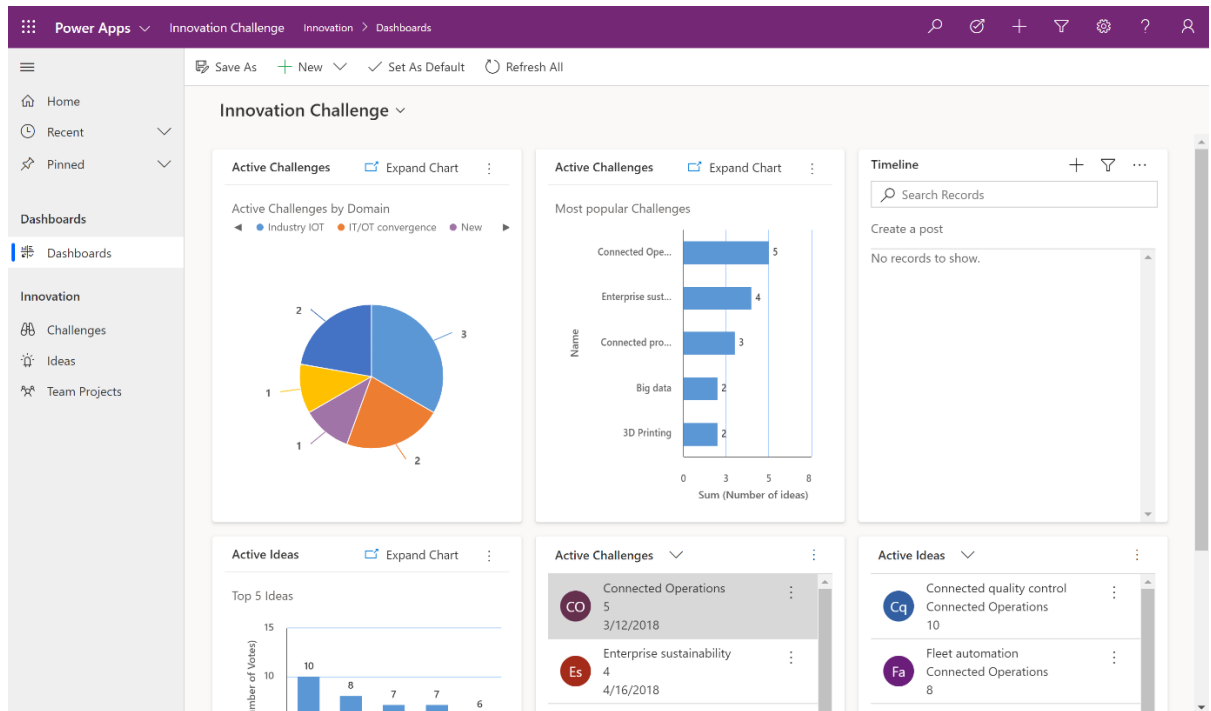 Power Apps Innovation Challenge Innovation > Dashboards
Save As New Set As Default Refresh All
Home
Recent
Pinned
Dashboards
Dashboards
Innovation
Challenges
Ideas
Team Projects
Innovation Challenge
Active Challenges Expand Chart
Active Challenges by Domain
Industry IOT IT/OT convergence New
2
3
1
1
2
Active Challenges Expand Chart
Most popular Challenges
Name
Connected Ope... 5
Enterprise sust... 4
Connected pro... 3
Big data 2
3D Printing 2
0 3 5 8
Sum (Number of ideas)
Timeline
Search Records
Create a post
No records to show.
Active Ideas Expand Chart
Top 5 Ideas
15
10
10
8
7
7
6
of Votes)
Active Challenges
CO
Connected Operations
5
3/12/2018
Es
Enterprise sustainability
4
4/16/2018
Active Ideas
Cq
Connected quality control
Connected Operations
10
Fa
Fleet automation
Connected Operations
8